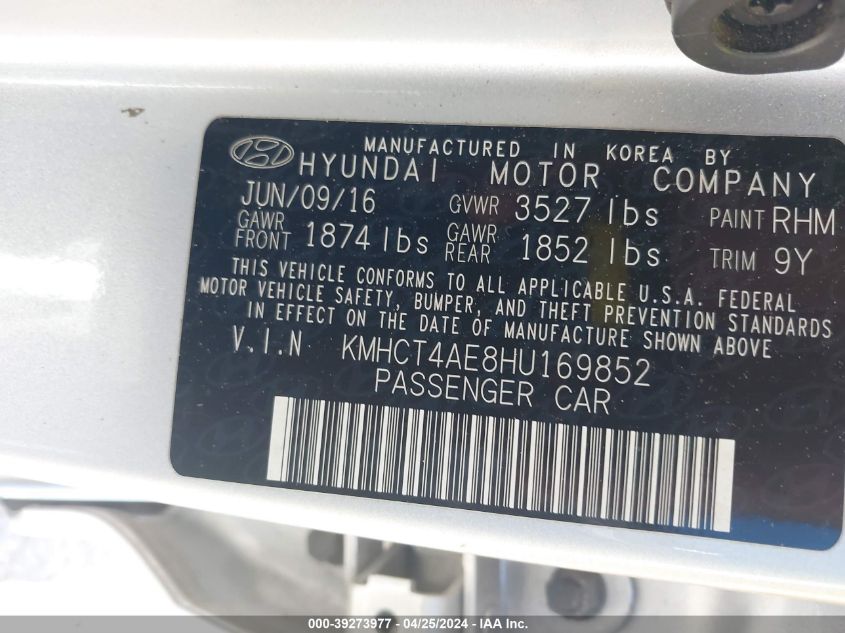 MANUFACTURED IN KOREA BY
HYUNDAI MOTOR COMPANY
JUN/09/16 GVWR 3527 lbs PAINT RHM
GAWR FRONT 1874 lbs GAWR REAR 1852 lbs TRIM 9Y
THIS VEHICLE CONFORMS TO ALL APPLICABLE U.S.A. FEDERAL
MOTOR VEHICLE SAFETY, BUMPER, AND THEFT PREVENTION STANDARDS
IN EFFECT ON THE DATE OF MANUFACTURE SHOWN ABOVE
V.I.N KMHCT4AE8HU169852
PASSENGER CAR
000-39273977 - 04/25/2024 - IAAI.com